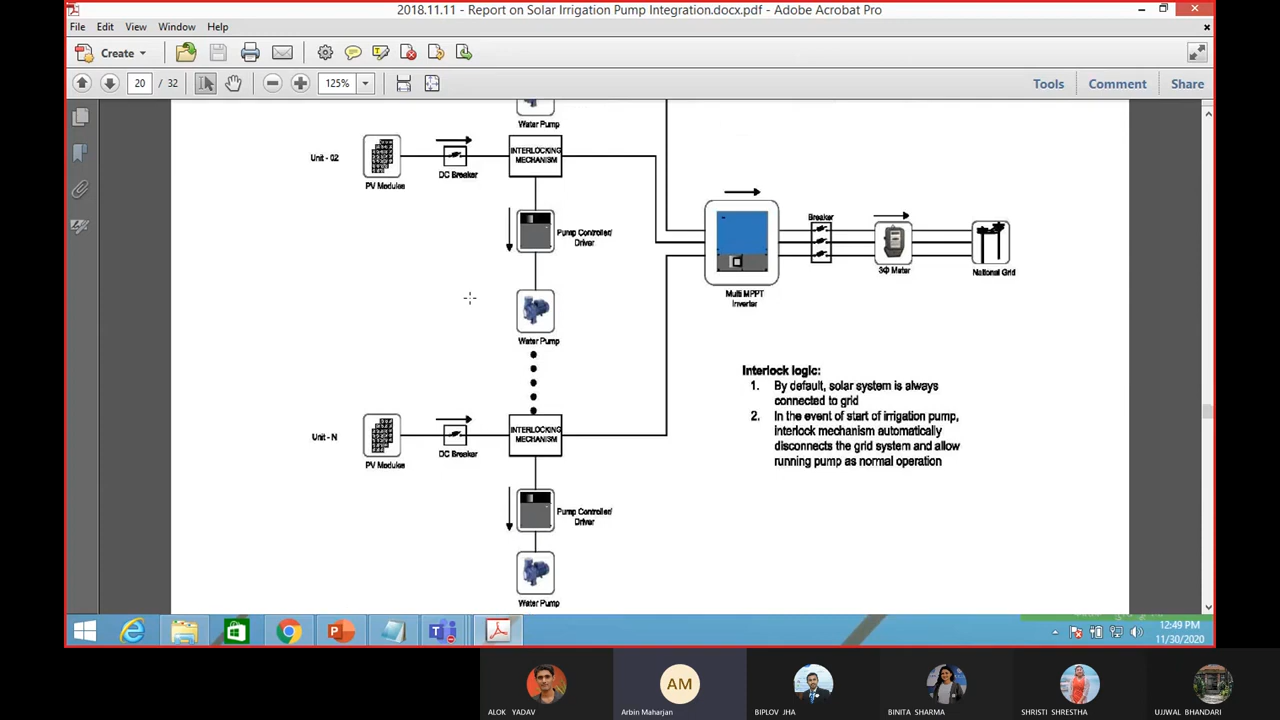 2018.11.11 - Report on Solar Irrigation Pump Integration.docx.pdf - Adobe Acrobat Pro
File Edit View Window Help
Create
20 / 32 125% Tools Comment Share
Water Pump
Unit - 02
PV Modules
DC Breaker
INTERLOCKING
MECHANISM
Pump Controller/
Driver
Water Pump
Multi MPPT
Inverter
Breaker
3Φ Meter
National Grid
Interlock logic:
1. By default, solar system is always
connected to grid
2. In the event of start of irrigation pump,
interlock mechanism automatically
disconnects the grid system and allow
running pump as normal operation
Unit - N
PV Modules
DC Breaker
INTERLOCKING
MECHANISM
Pump Controller/
Driver
Water Pump
12:49 PM
11/30/2020
AM
ALOK YADAV
Arbin Maharjan
BIPLOV JHA
BINITA SHARMA
SHRISTI SHRESTHA
UJJWAL BHANDARI